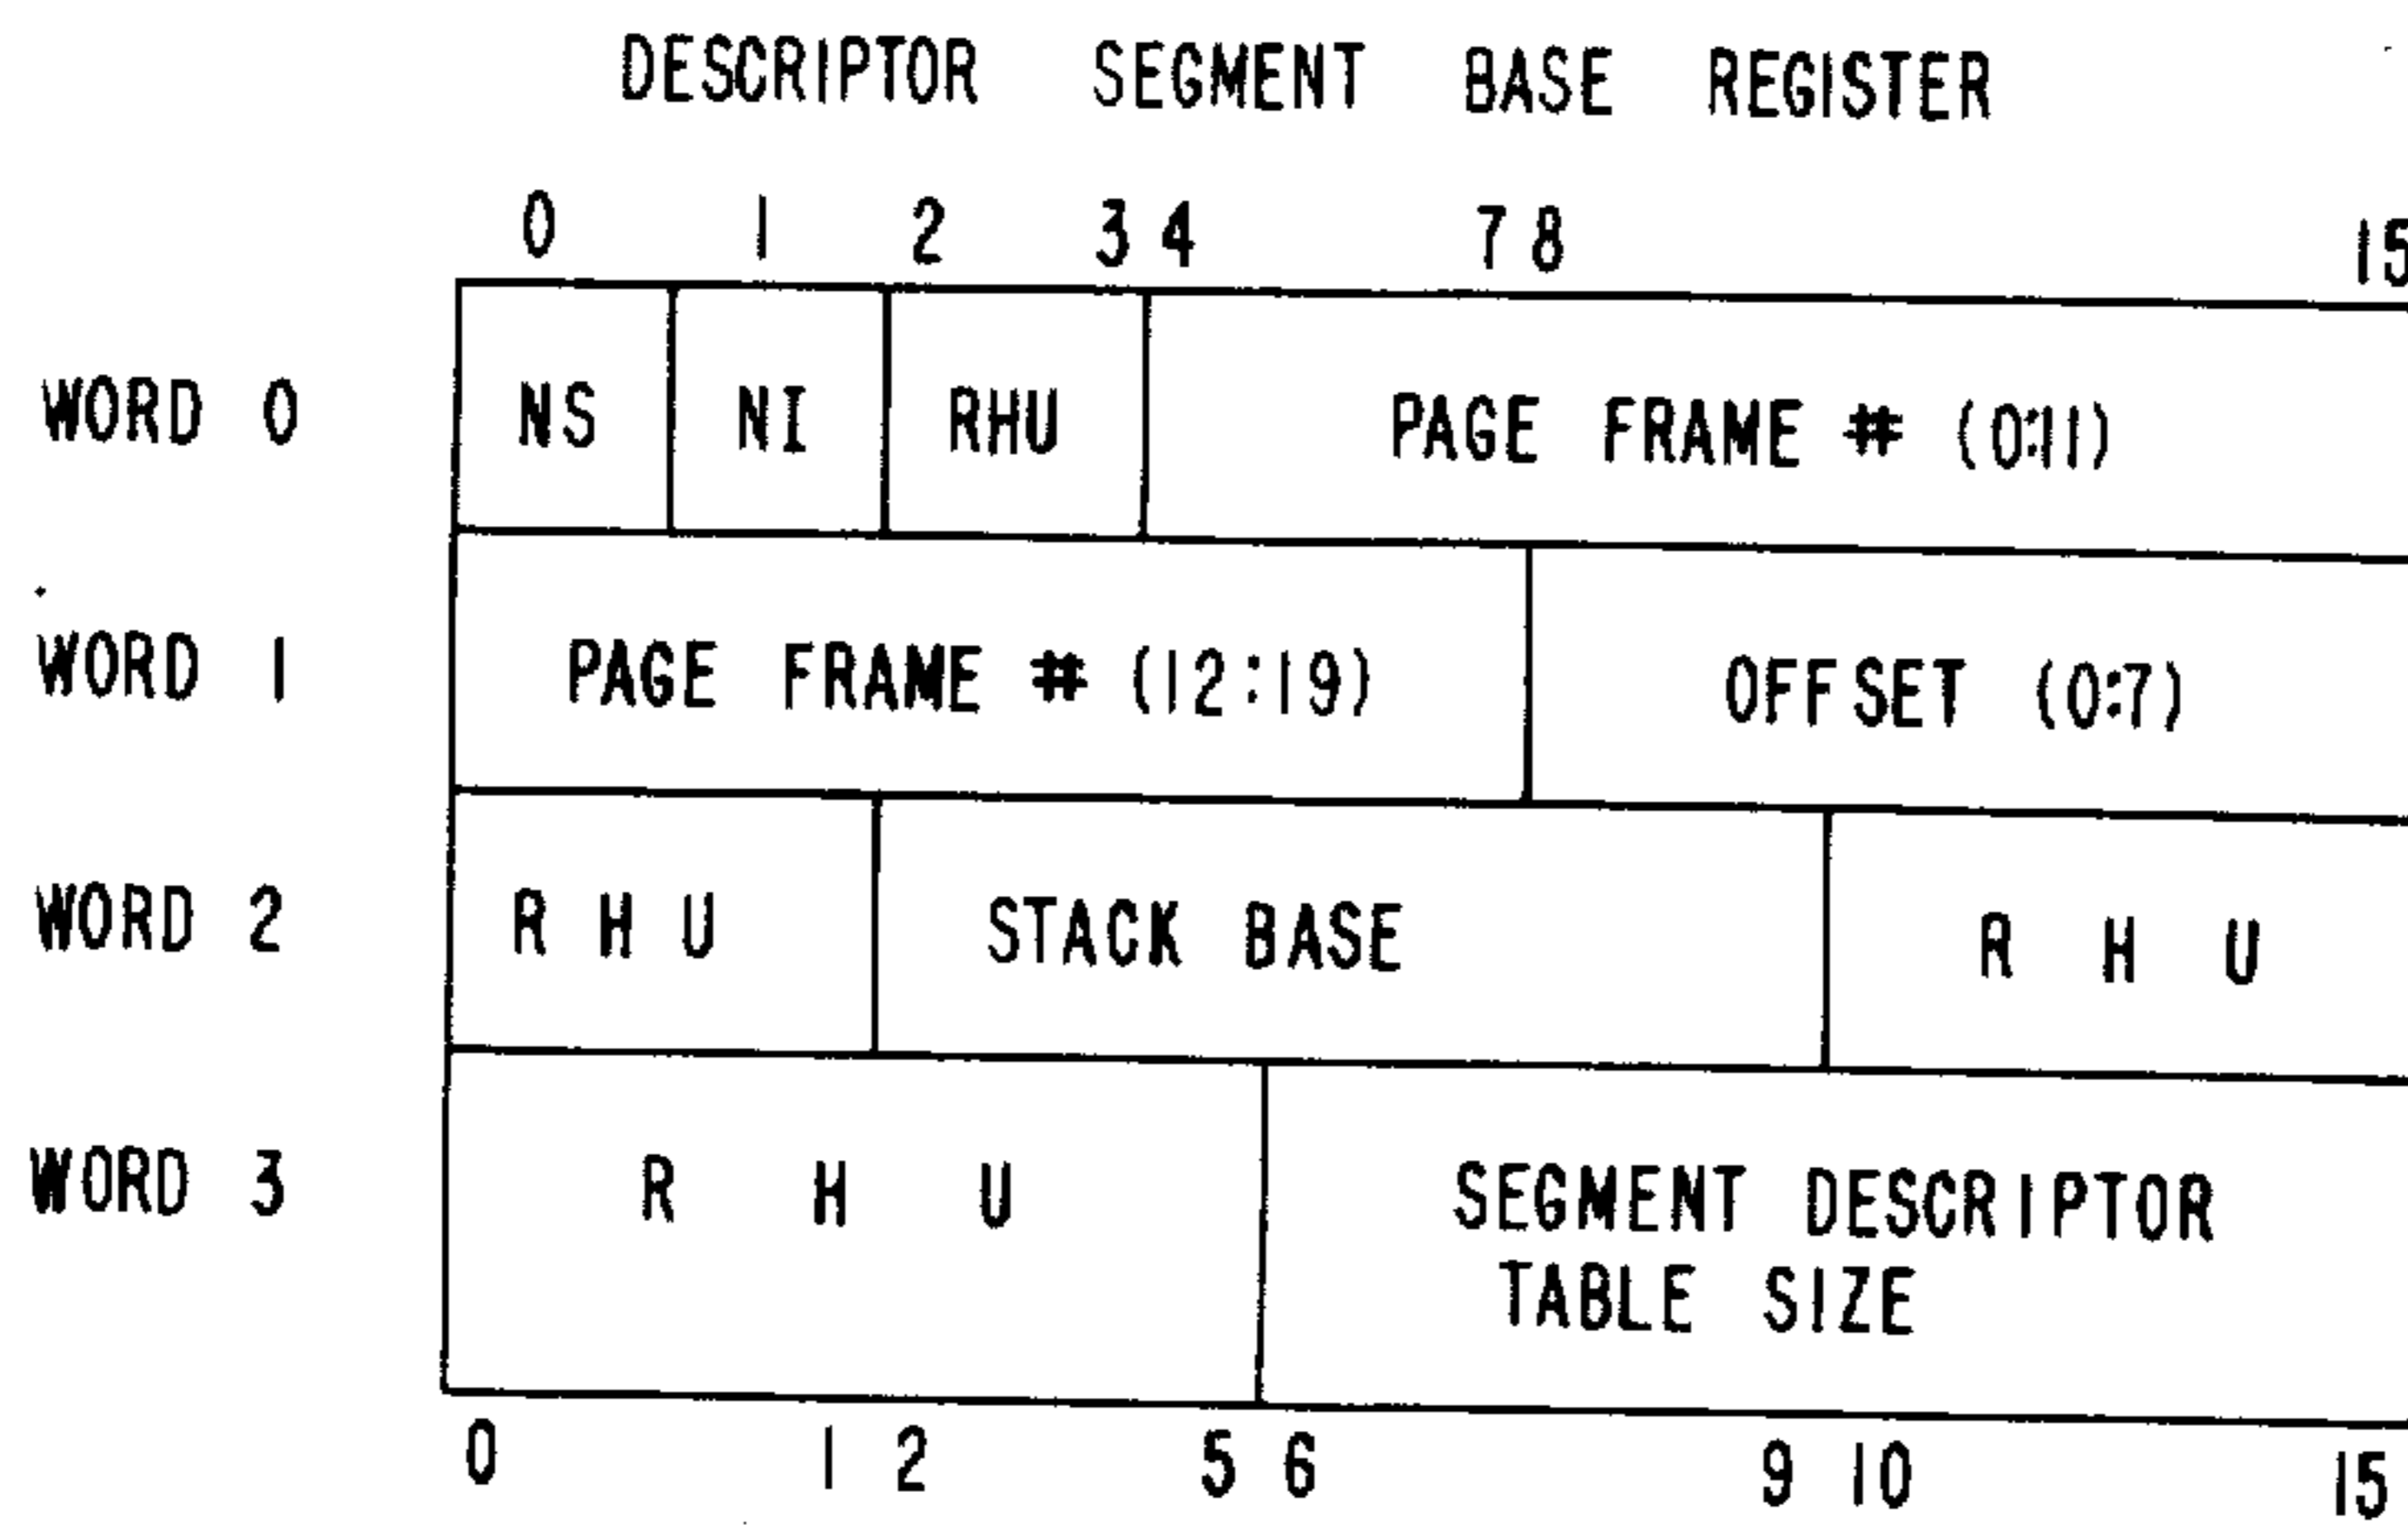 DESCRIPTOR SEGMENT BASE REGISTER
0 1 2 3 4 7 8 15
WORD 0 NS NI RHU PAGE FRAME # (0:11)
WORD 1 PAGE FRAME # (12:19) OFFSET (0:7)
WORD 2 R H U STACK BASE R H U
WORD 3 R H U SEGMENT DESCRIPTOR
TABLE SIZE
0 1 2 5 6 9 10 15